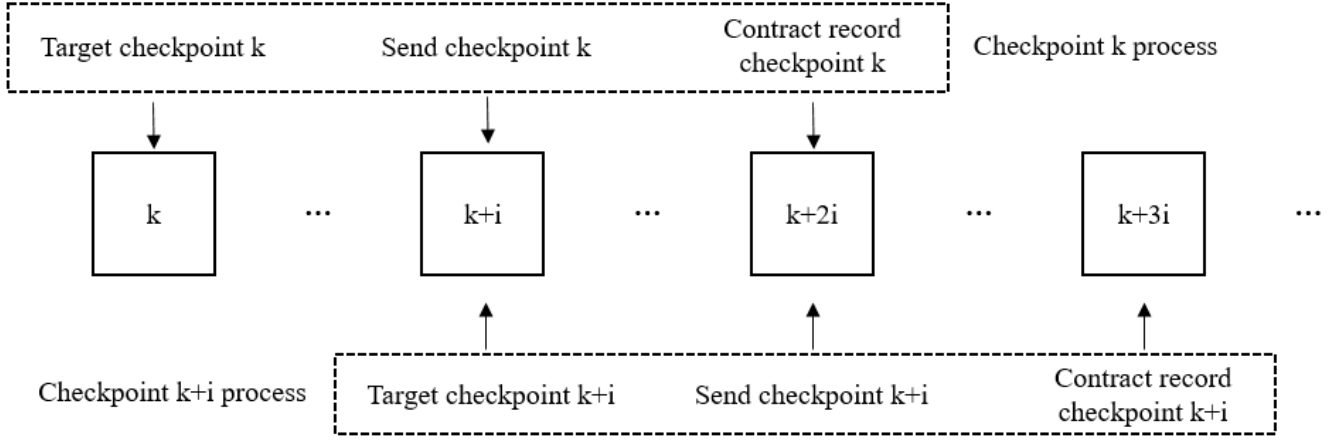 Target checkpoint k
Send checkpoint k
Contract record
checkpoint k
Checkpoint k process
k
...
k+i
...
k+2i
...
k+3i
...
Checkpoint k+i process
Target checkpoint k+i
Send checkpoint k+i
Contract record
checkpoint k+i